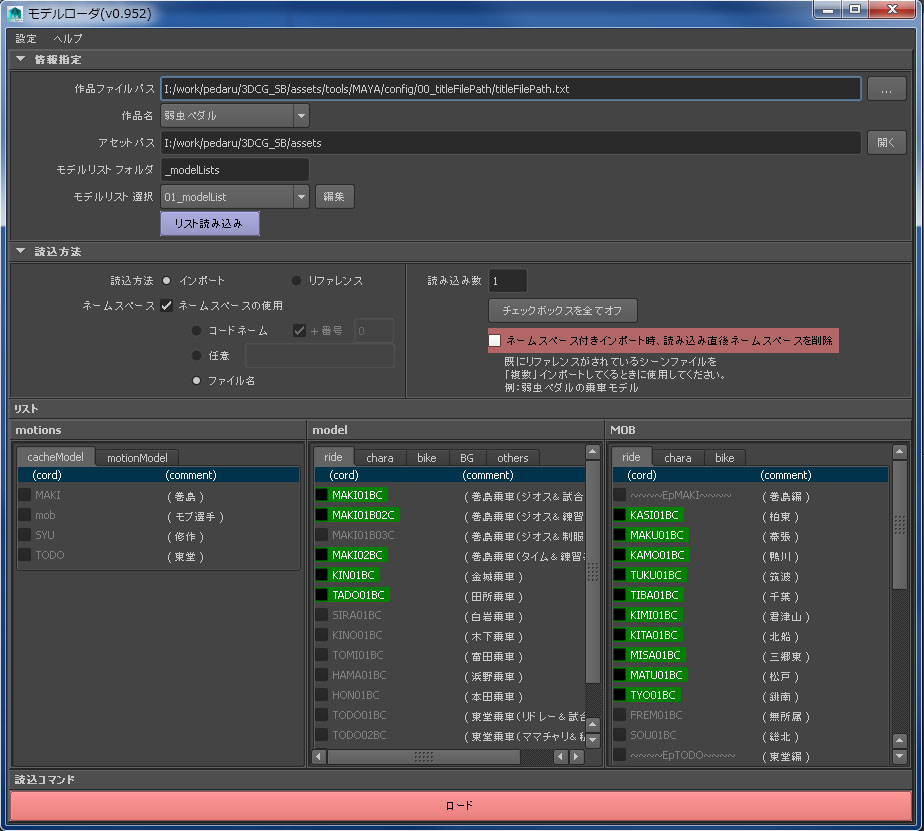 モデルローダ(v0.952)
設定 ヘルプ
情報指定
作品ファイルパス I:/work/pedaru/3DCG_SB/assets/tools/MAYA/config/00_titleFilePath/titleFilePath.txt ...
作品名 弱虫ペダル
アセットパス I:/work/pedaru/3DCG_SB/assets 開く
モデルリスト フォルダ _modelLists
モデルリスト 選択 01_modelList 編集
リスト読み込み
読込方法
読込方法 インポート リファレンス
ネームスペース ネームスペースの使用
コードネーム +番号 0
任意
ファイル名
読み込み数 1
チェックボックスを全てオフ
ネームスペース付きインポート時、読み込み直後ネームスペースを削除
既にリファレンスがされているシーンファイルを
「複数」インポートしてくるときに使用してください。
例:弱虫ペダルの乗車モデル
リスト
motions
cacheModel motionModel
(cord) (comment)
MAKI (巻島)
mob (モブ選手)
SYU (修作)
TODO (東堂)
model
ride chara bike BG others
(cord) (comment)
MAKI01BC (巻島乗車(ジオス&試合
MAKI01B02C (巻島乗車(ジオス&練習
MAKI01B03C (巻島乗車(ジオス&制服
MAKI02BC (巻島乗車(タイム&練習
KIN01BC (金城乗車)
TADO01BC (田所乗車)
SIRA01BC (白岩乗車)
KINO01BC (木下乗車)
TOMI01BC (富田乗車)
HAMA01BC (浜野乗車)
HON01BC (本田乗車)
TODO01BC (東堂乗車(リドレー&試合
TODO02BC (東堂乗車(ママチャリ&
MOB
ride chara bike
(cord) (comment)
~~~~~EpMAKI~~~~~ (巻島編)
KASI01BC (柏東)
MAKU01BC (幕張)
KAMO01BC (鴨川)
TUKU01BC (筑波)
TIBA01BC (千葉)
KIMI01BC (君津山)
KITA01BC (北船)
MISA01BC (三郷東)
MATU01BC (松戸)
TYO01BC (銚南)
FREM01BC (無所属)
SOU01BC (総北)
~~~~~EpTODO~~~~~ (東堂編)
読込コマンド
ロード